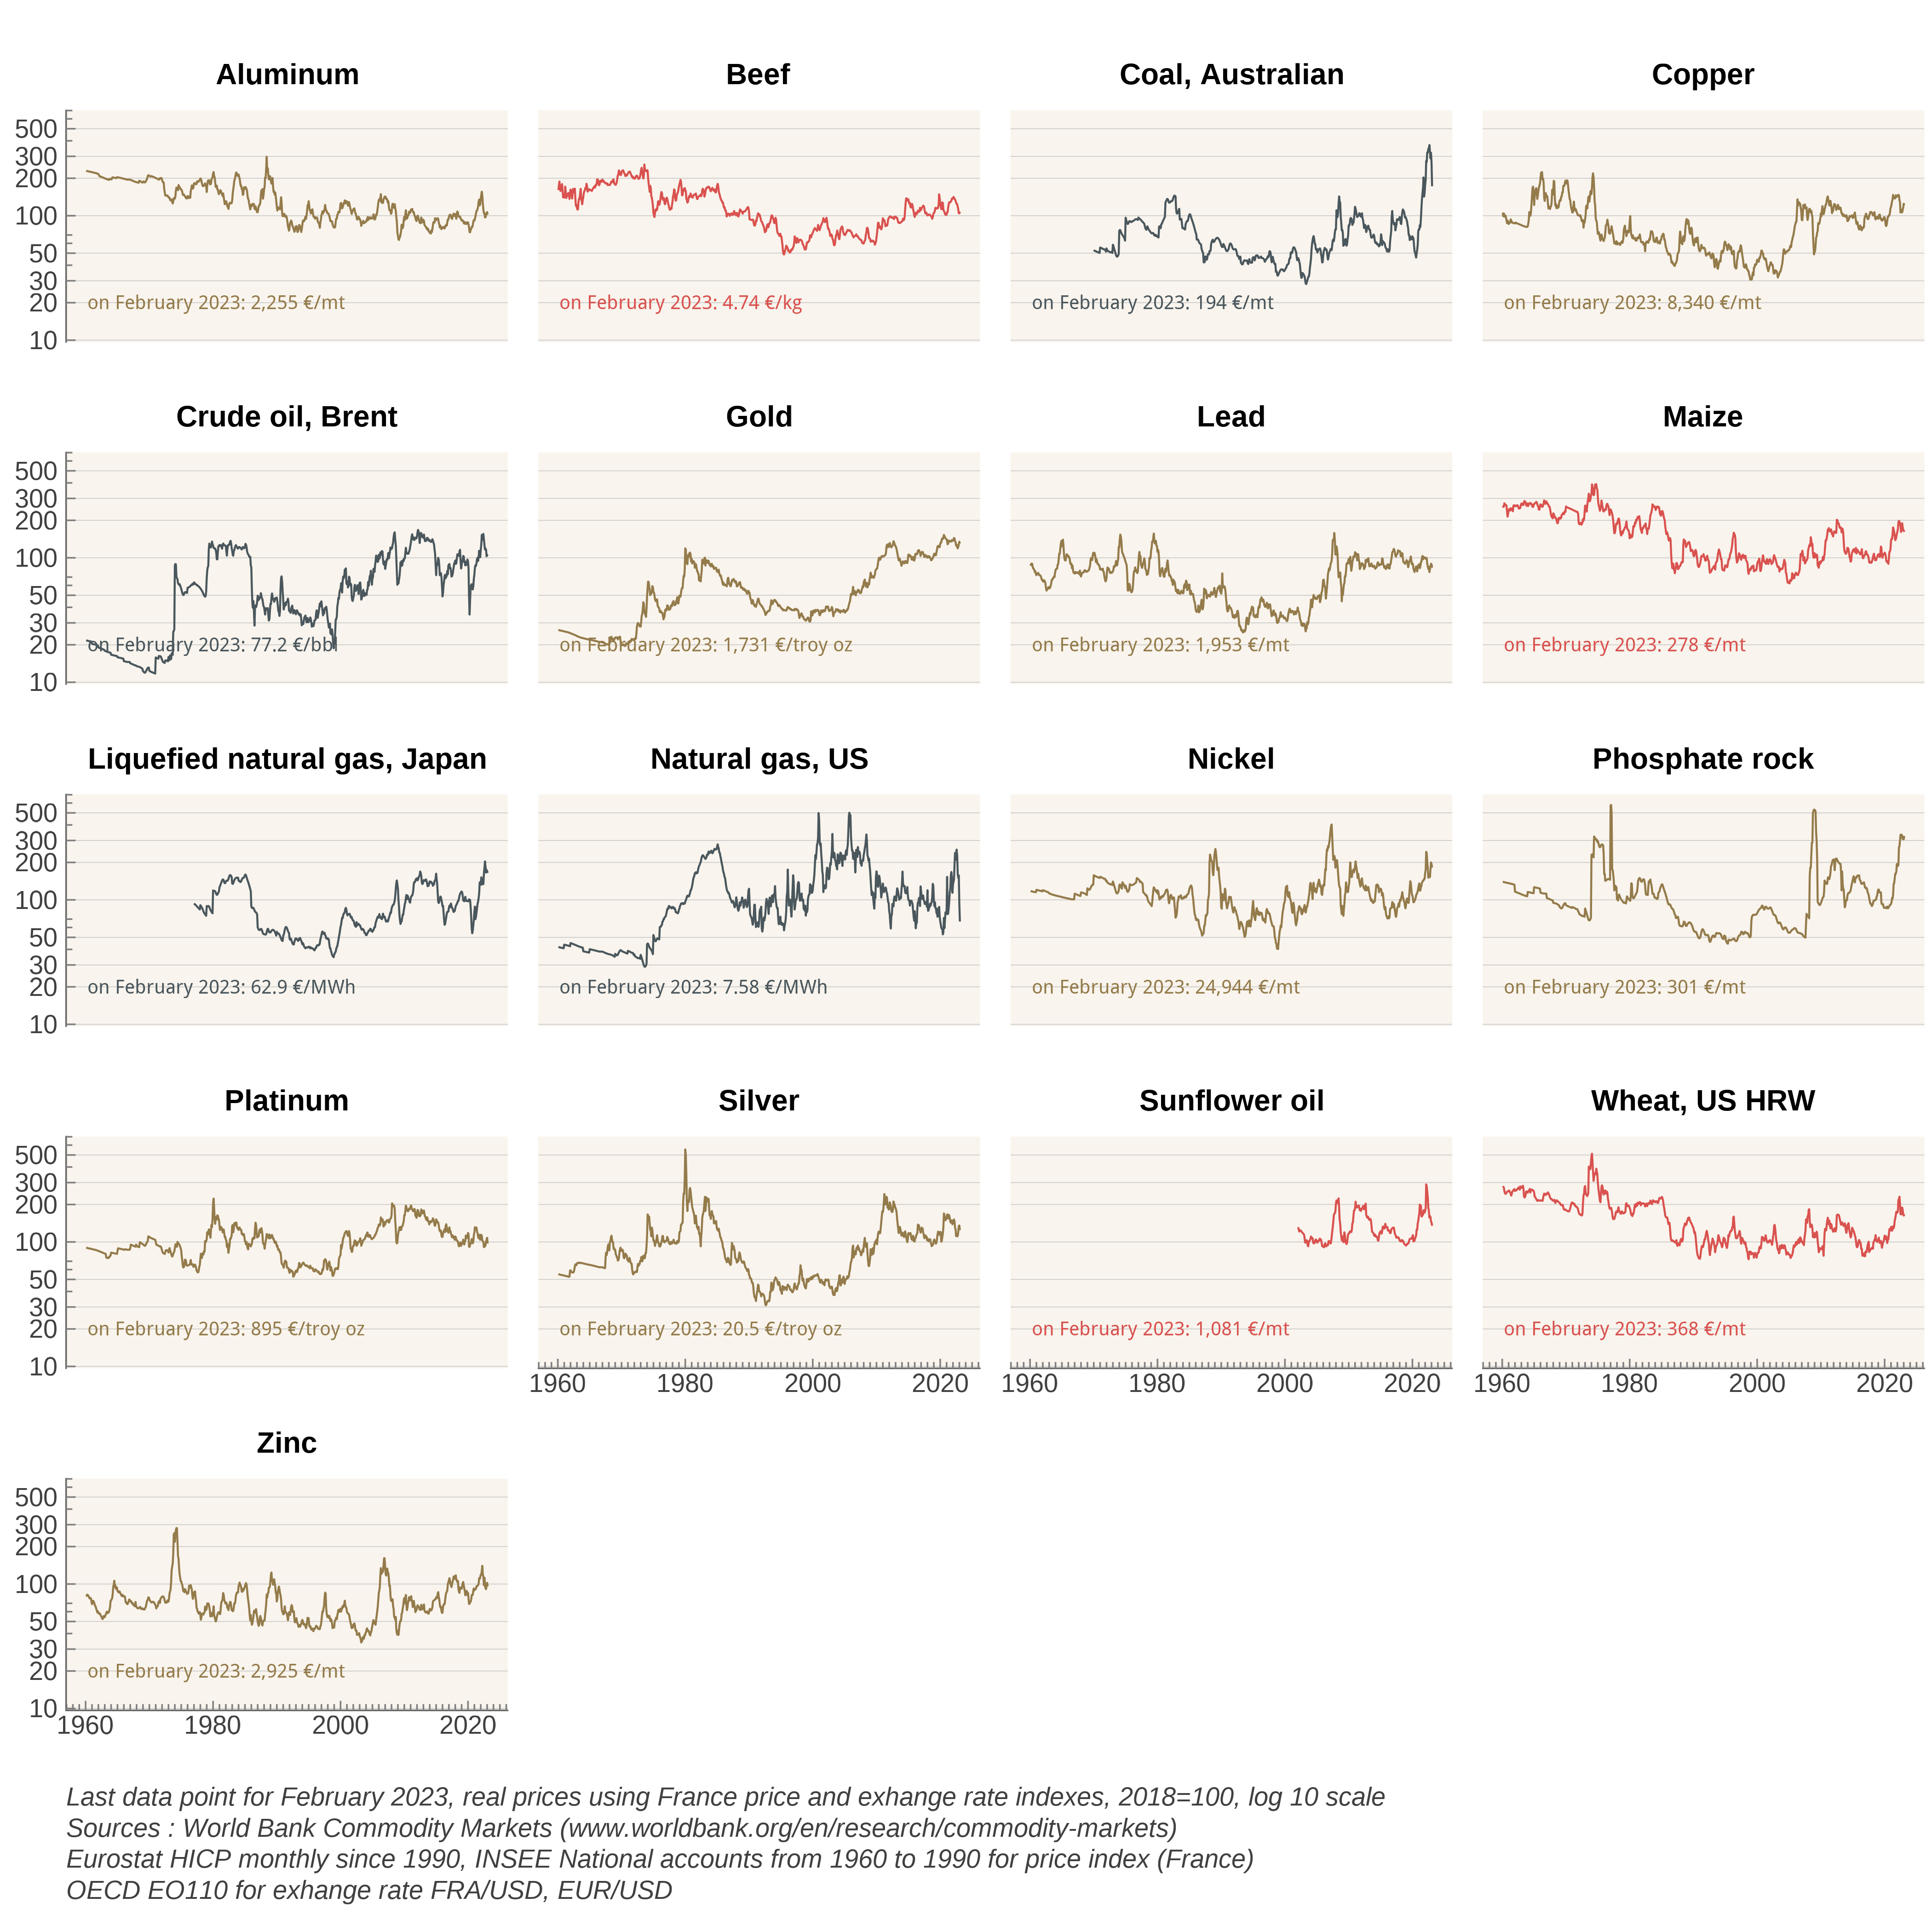 Aluminum
Beef
Coal, Australian
Copper
500
300
200
100
50
30
20
10
on February 2023: 2,255 €/mt
on February 2023: 4.74 €/kg
on February 2023: 194 €/mt
on February 2023: 8,340 €/mt
Crude oil, Brent
Gold
Lead
Maize
500
300
200
100
50
30
20
10
on February 2023: 77.2 €/bbl
on February 2023: 1,731 €/troy oz
on February 2023: 1,953 €/mt
on February 2023: 278 €/mt
Liquefied natural gas, Japan
Natural gas, US
Nickel
Phosphate rock
500
300
200
100
50
30
20
10
on February 2023: 62.9 €/MWh
on February 2023: 7.58 €/MWh
on February 2023: 24,944 €/mt
on February 2023: 301 €/mt
Platinum
Silver
Sunflower oil
Wheat, US HRW
500
300
200
100
50
30
20
10
on February 2023: 895 €/troy oz
on February 2023: 20.5 €/troy oz
on February 2023: 1,081 €/mt
on February 2023: 368 €/mt
1960 1980 2000 2020
1960 1980 2000 2020
1960 1980 2000 2020
Zinc
500
300
200
100
50
30
20
10
on February 2023: 2,925 €/mt
1960 1980 2000 2020
Last data point for February 2023, real prices using France price and exhange rate indexes, 2018=100, log 10 scale
Sources : World Bank Commodity Markets (www.worldbank.org/en/research/commodity-markets)
Eurostat HICP monthly since 1990, INSEE National accounts from 1960 to 1990 for price index (France)
OECD EO110 for exhange rate FRA/USD, EUR/USD